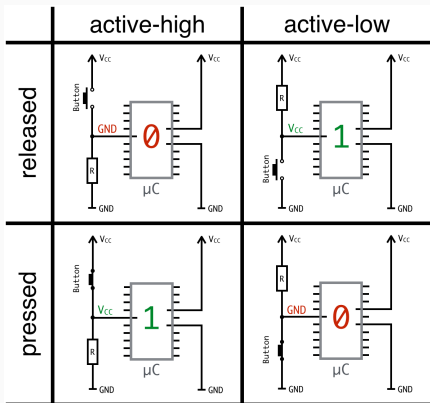 active-high active-low
released
Vcc Vcc
Button
GND
0
R
µC
GND GND
Vcc Vcc
R
Vcc
1
Button
µC
GND GND
pressed
Vcc Vcc
Button
Vcc
1
R
µC
GND GND
Vcc Vcc
R
GND
0
Button
µC
GND GND